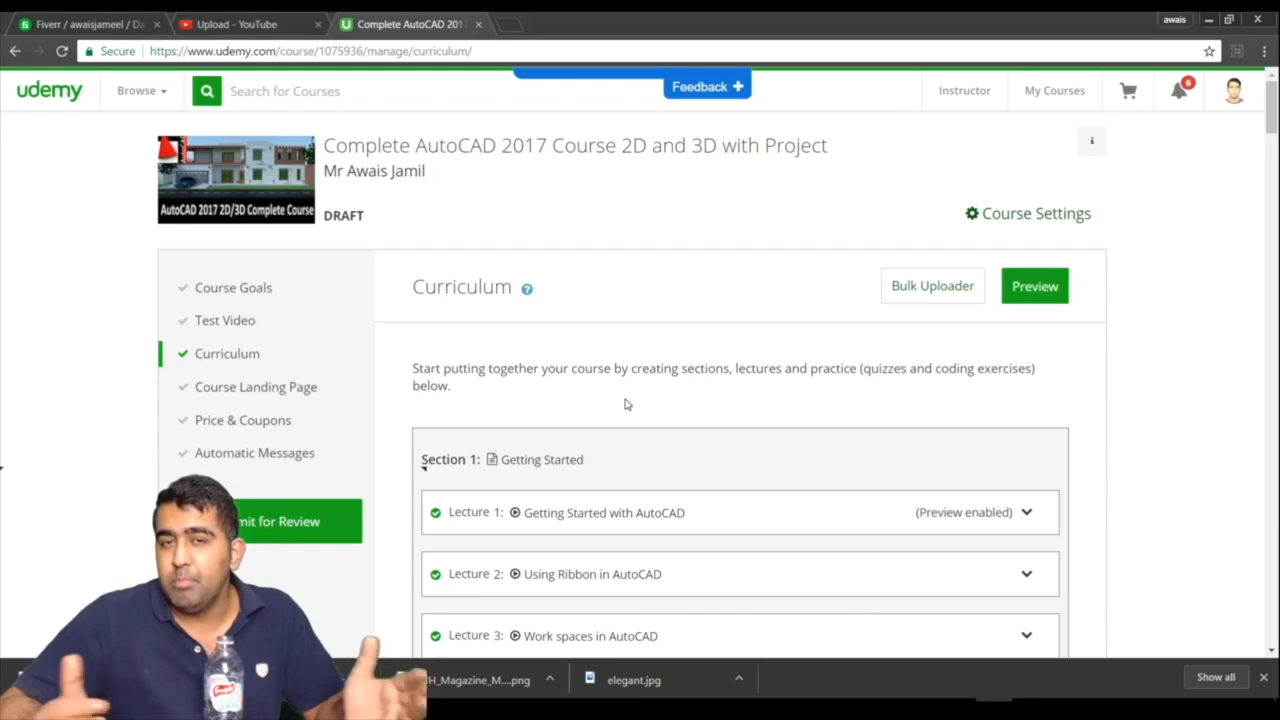 Fiverr / awaisjameel / Da
Upload - YouTube
Complete AutoCAD 2017
awais
Secure
https://www.udemy.com/course/1075936/manage/curriculum/
udemy
Browse
Search for Courses
Feedback +
Instructor
My Courses
6
Complete AutoCAD 2017 Course 2D and 3D with Project
Mr Awais Jamil
AutoCAD 2017 2D/3D Complete Course
DRAFT
Course Settings
Course Goals
Test Video
Curriculum
Course Landing Page
Price & Coupons
Automatic Messages
mit for Review
Curriculum
Bulk Uploader
Preview
Start putting together your course by creating sections, lectures and practice (quizzes and coding exercises)
below.
Section 1: Getting Started
Lecture 1: Getting Started with AutoCAD (Preview enabled)
Lecture 2: Using Ribbon in AutoCAD
Lecture 3: Work spaces in AutoCAD
H_Magazine_M....png
elegant.jpg
Show all